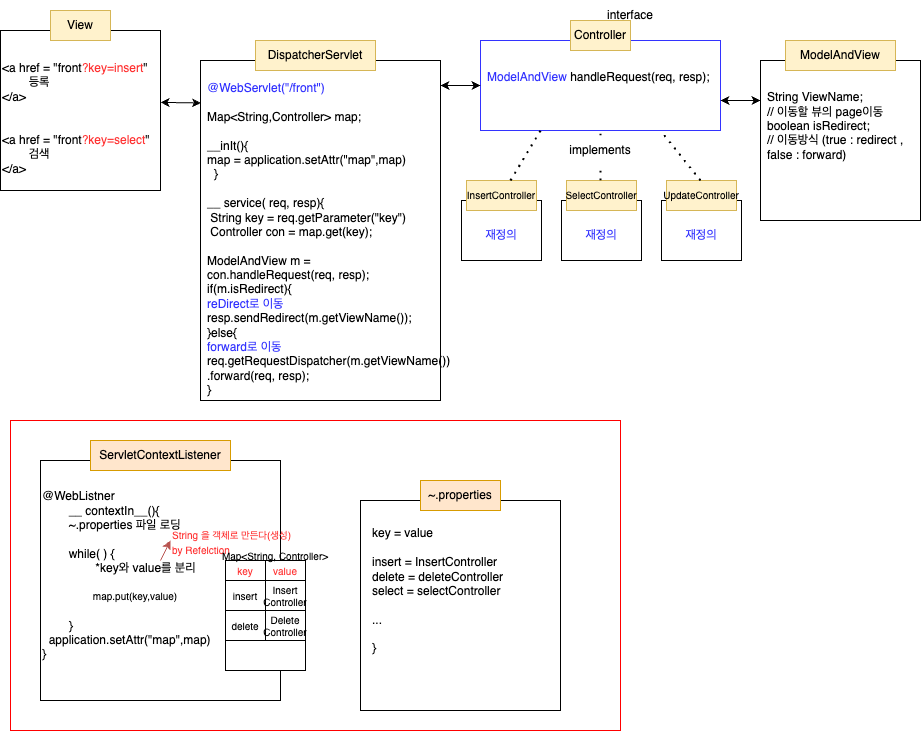 View
<a href = "front?key=insert"
등록
</a>
<a href = "front?key=select"
검색
</a>
DispatcherServlet
@WebServlet("/front")
Map<String,Controller> map;
__inIt(){
map = application.setAttr("map",map)
}
__ service( req, resp){
String key = req.getParameter("key")
Controller con = map.get(key);
ModelAndView m =
con.handleRequest(req, resp);
if(m.isRedirect){
reDirect로 이동
resp.sendRedirect(m.getViewName());
}else{
forward로 이동
req.getRequestDispatcher(m.getViewName())
.forward(req, resp);
}
interface
Controller
ModelAndView handleRequest(req, resp);
implements
InsertController
재정의
SelectController
재정의
UpdateController
재정의
ModelAndView
String ViewName;
// 이동할 뷰의 page이동
boolean isRedirect;
// 이동방식 (true : redirect ,
false : forward)
ServletContextListener
@WebListner
__ contextIn__(){
~.properties 파일 로딩
String 을 객체로 만든다(생성)
by Refelction
while( ) {
*key와 value를 분리
map.put(key,value)
}
application.setAttr("map",map)
}
Map<String, Controller>
key value
insert Insert
Controller
delete Delete
Controller
~.properties
key = value
insert = InsertController
delete = deleteController
select = selectController
...
}